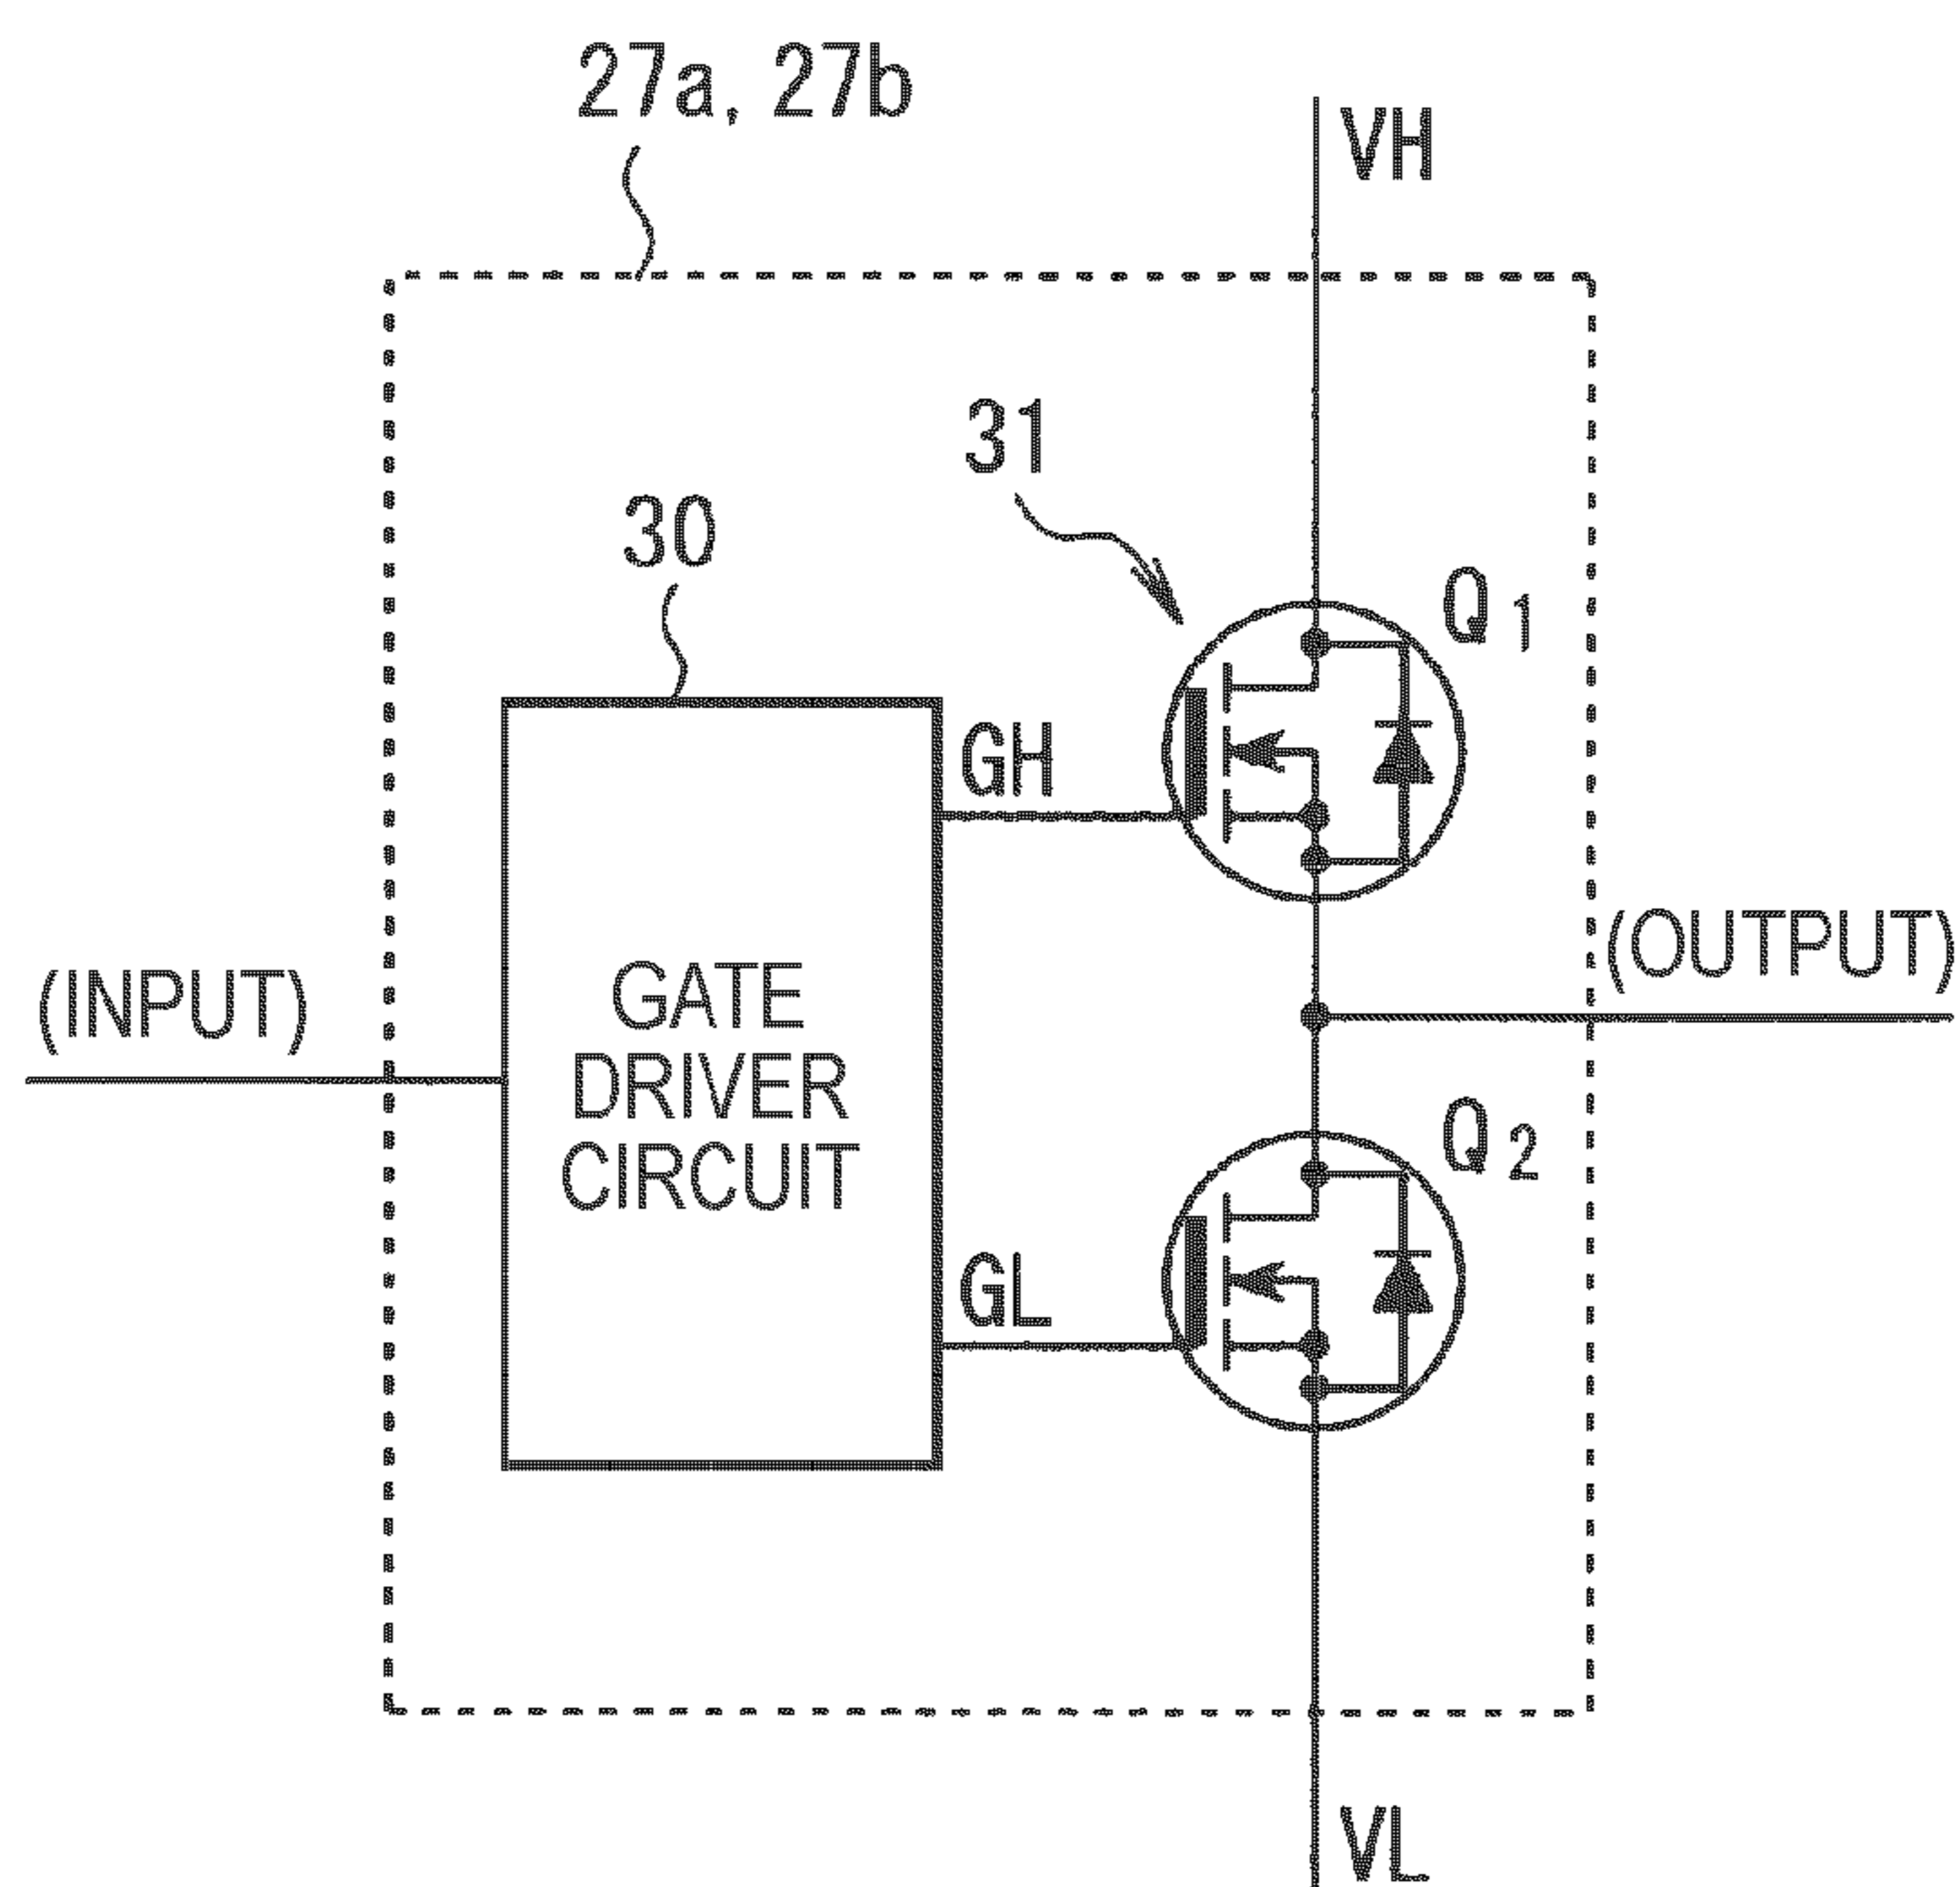 27a, 27b
VH
31
30
Q1
GH
(OUTPUT)
(INPUT)
GATE
DRIVER
CIRCUIT
Q2
GL
VL